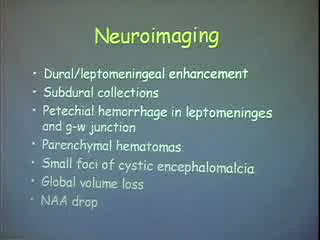 Neuroimaging
• Dural/leptomeningeal enhancement
• Subdural collections
• Petechial hemorrhage in leptomeninges
and g-w junction
• Parenchymal hematomas
• Small foci of cystic encephalomalcia
• Global volume loss
• NAA drop